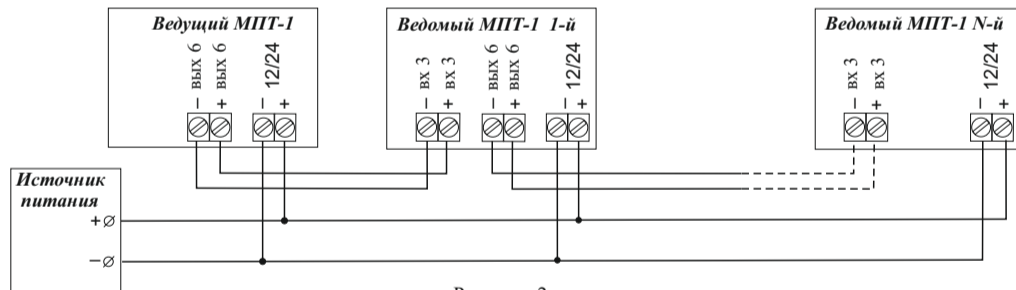 Ведущий МПТ-1
– вых 6
+ вых 6
– 12/24
+
Ведомый МПТ-1 1-й
– вх 3
+ вх 3
– вых 6
+ вых 6
– 12/24
+
Ведомый МПТ-1 N-й
– вх 3
+ вх 3
– 12/24
+
Источник
питания
+
–